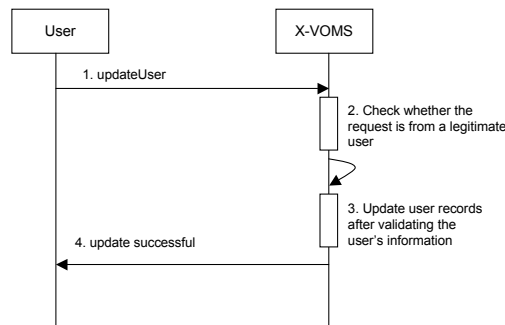 User
X-VOMS
1. updateUser
2. Check whether the
request is from a legitimate
user
3. Update user records
after validating the
user's information
4. update successful